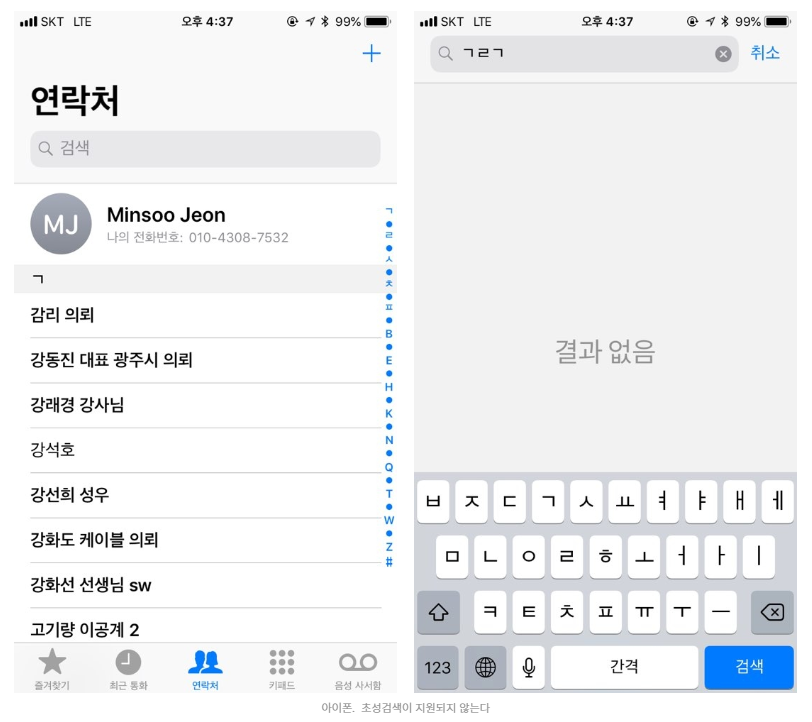 SKT LTE 오후 4:37 99%
연락처
검색
MJ
Minsoo Jeon
나의 전화번호: 010-4308-7532
ㄱ
감리 의뢰
강동진 대표 광주시 의뢰
강래경 강사님
강석호
강선희 성우
강화도 케이블 의뢰
강화선 선생님 sw
고기량 이공계 2
ㄱ
ㄹ
ㅅ
ㅊ
ㅍ
B
E
H
K
N
Q
T
W
Z
#
즐겨찾기 최근 통화 연락처 키패드 음성 사서함
SKT LTE 오후 4:37 99%
ㄱㄹㄱ 취소
결과 없음
ㅂ ㅈ ㄷ ㄱ ㅅ ㅛ ㅕ ㅑ ㅐ ㅔ
ㅁ ㄴ ㅇ ㄹ ㅎ ㅗ ㅓ ㅏ ㅣ
ㅋ ㅌ ㅊ ㅍ ㅠ ㅜ ㅡ
123 간격 검색
아이폰. 초성검색이 지원되지 않는다